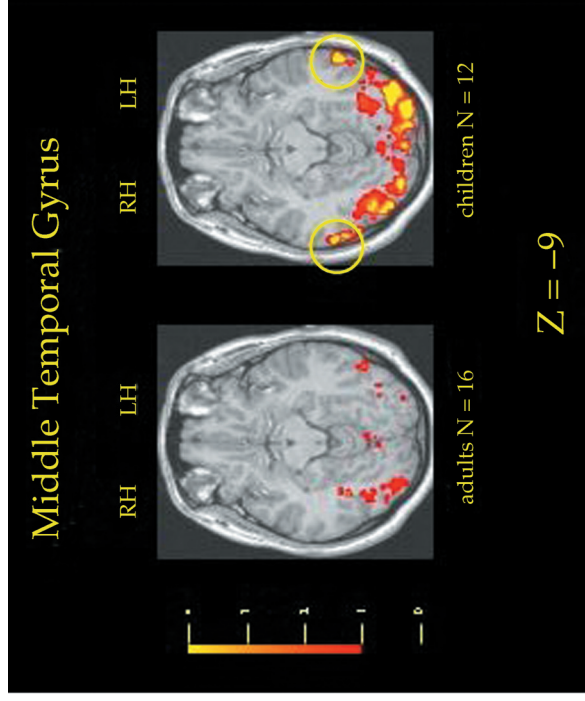 Middle Temporal Gyrus
RH LH RH LH
adults N = 16 children N = 12
Z = –9